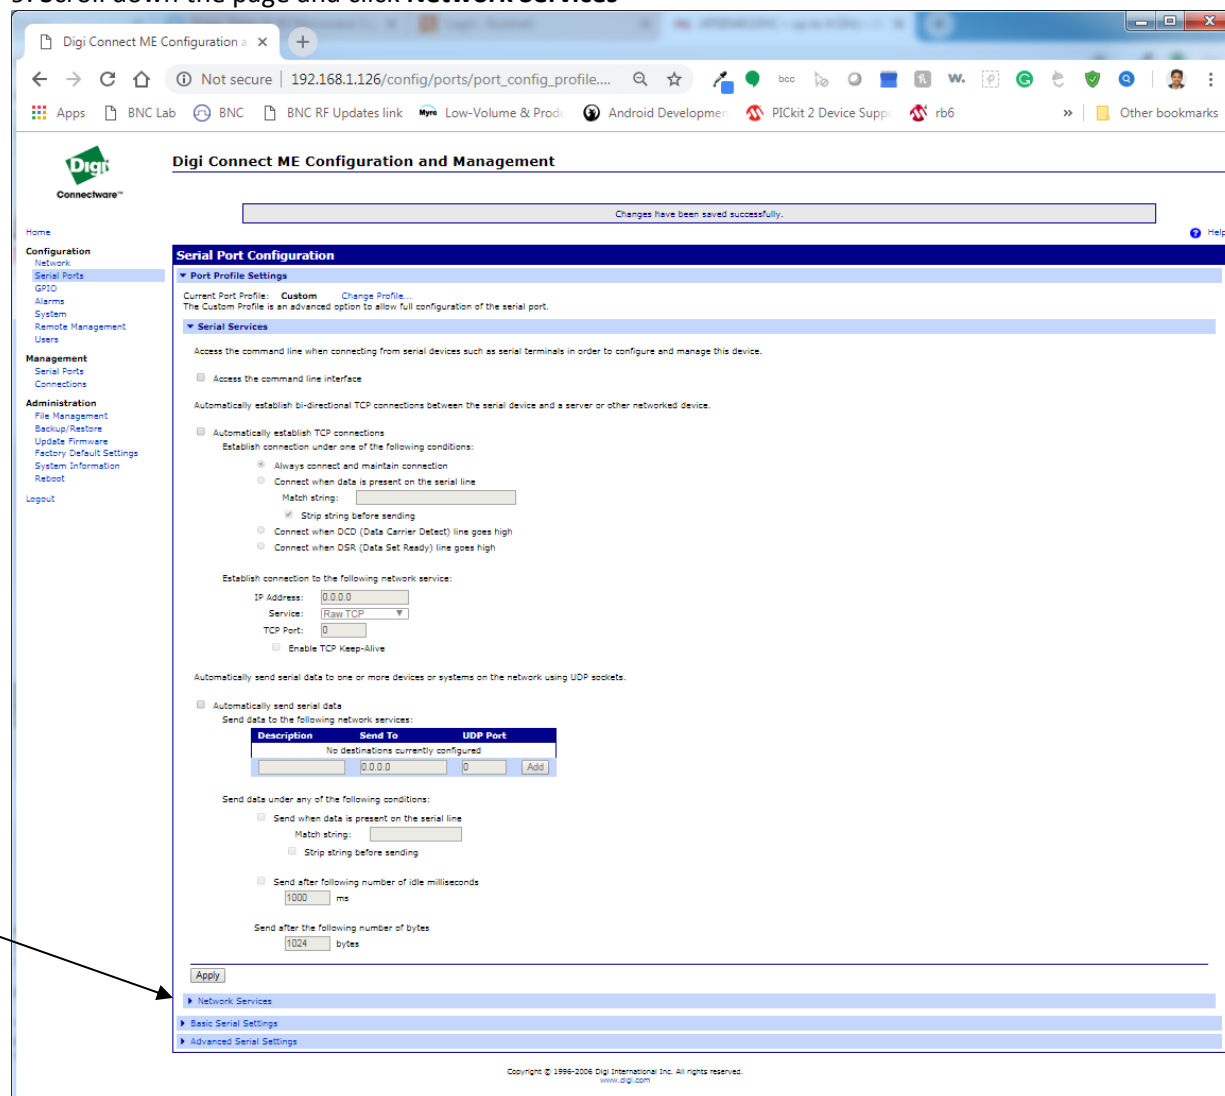 9. Scroll down the page and click Network Services
Digi Connect ME Configuration a
Not secure | 192.168.1.126/config/ports/port_config_profile....
bcc
w.
Apps BNC Lab BNC BNC RF Updates link Myro Low-Volume & Produ Android Developmen PICkit 2 Device Suppo rb6 » Other bookmarks
Digi
Connectware™
Digi Connect ME Configuration and Management
Changes have been saved successfully.
Home
Help
Configuration
Network
Serial Ports
GPIO
Alarms
System
Remote Management
Users
Management
Serial Ports
Connections
Administration
File Management
Backup/Restore
Update Firmware
Factory Default Settings
System Information
Reboot
Logout
Serial Port Configuration
Port Profile Settings
Current Port Profile: Custom Change Profile...
The Custom Profile is an advanced option to allow full configuration of the serial port.
Serial Services
Access the command line when connecting from serial devices such as serial terminals in order to configure and manage this device.
Access the command line interface
Automatically establish bi-directional TCP connections between the serial device and a server or other networked device.
Automatically establish TCP connections
Establish connection under one of the following conditions:
Always connect and maintain connection
Connect when data is present on the serial line
Match string:
Strip string before sending
Connect when DCD (Data Carrier Detect) line goes high
Connect when DSR (Data Set Ready) line goes high
Establish connection to the following network service:
IP Address: 0.0.0.0
Service: Raw TCP
TCP Port: 0
Enable TCP Keep-Alive
Automatically send serial data to one or more devices or systems on the network using UDP sockets.
Automatically send serial data
Send data to the following network services:
Description Send To UDP Port
No destinations currently configured
0.0.0.0 0 Add
Send data under any of the following conditions:
Send when data is present on the serial line
Match string:
Strip string before sending
Send after following number of idle milliseconds
1000 ms
Send after the following number of bytes
1024 bytes
Apply
Network Services
Basic Serial Settings
Advanced Serial Settings
Copyright © 1996-2006 Digi International Inc. All rights reserved.
www.digi.com